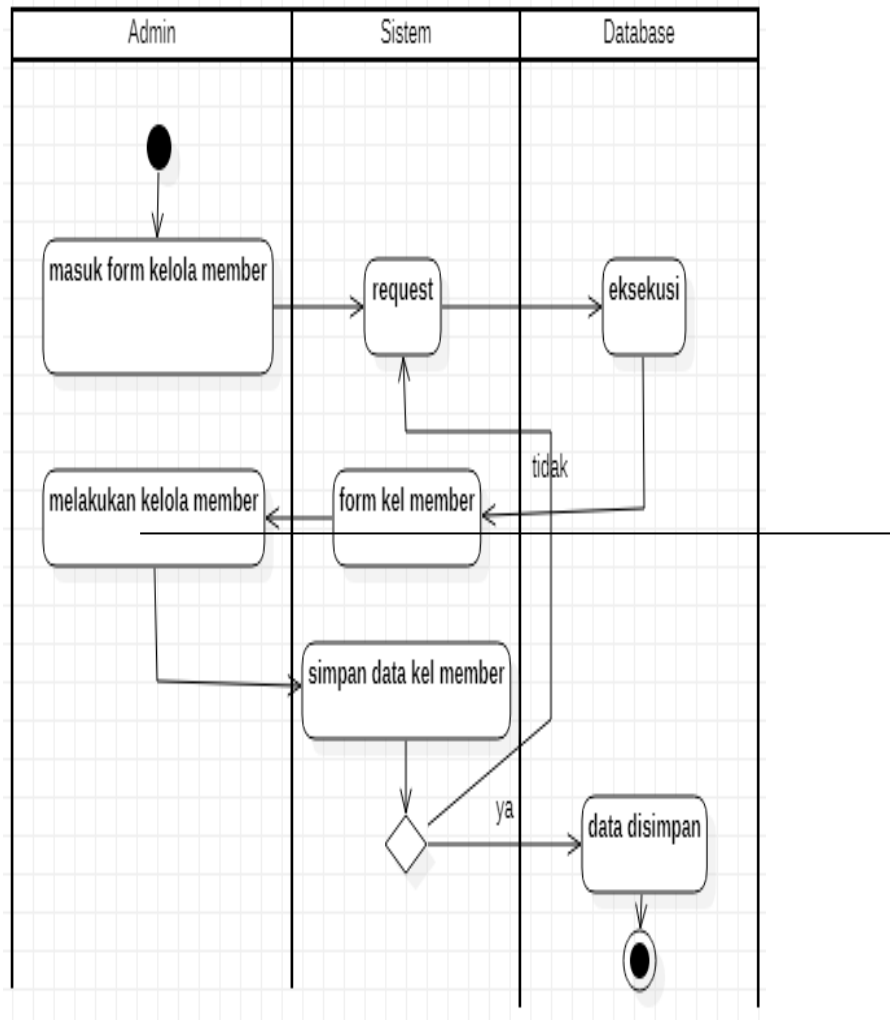 Admin
Sistem
Database
masuk form kelola member
request
eksekusi
tidak
melakukan kelola member
form kel member
simpan data kel member
ya
data disimpan